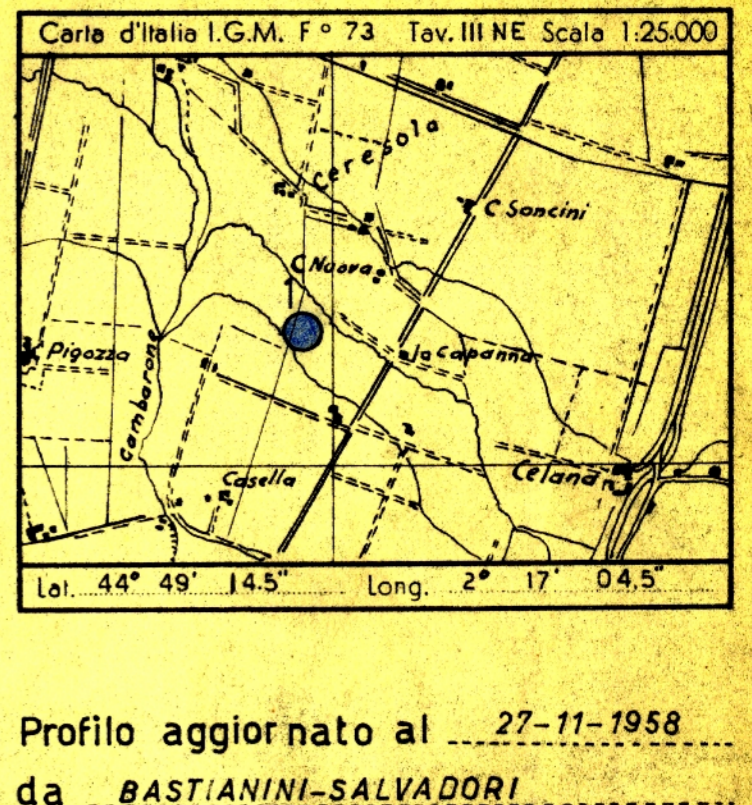 Carta d'Italia I.G.M. F° 73 Tav. III NE Scala 1:25.000
Ceresola
C Soncini
C Nuova
la Capanna
Pigozza
Gambarone
Casella
Lat. 44° 49' 14.5" Long. 2° 17' 04,5"
Profilo aggiornato al 27-11-1958
da BASTIANINI-SALVADORI